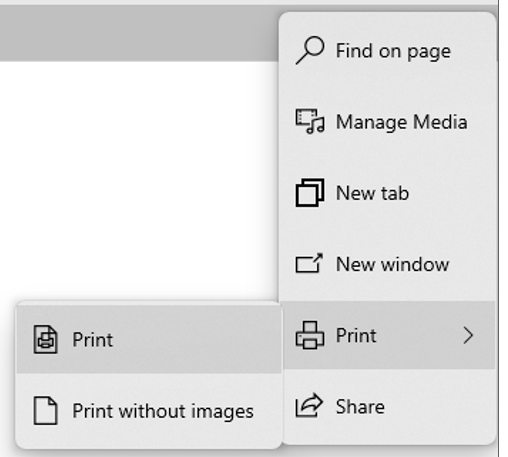 Find on page
Manage Media
New tab
New window
Print
Share
Print
Print without images